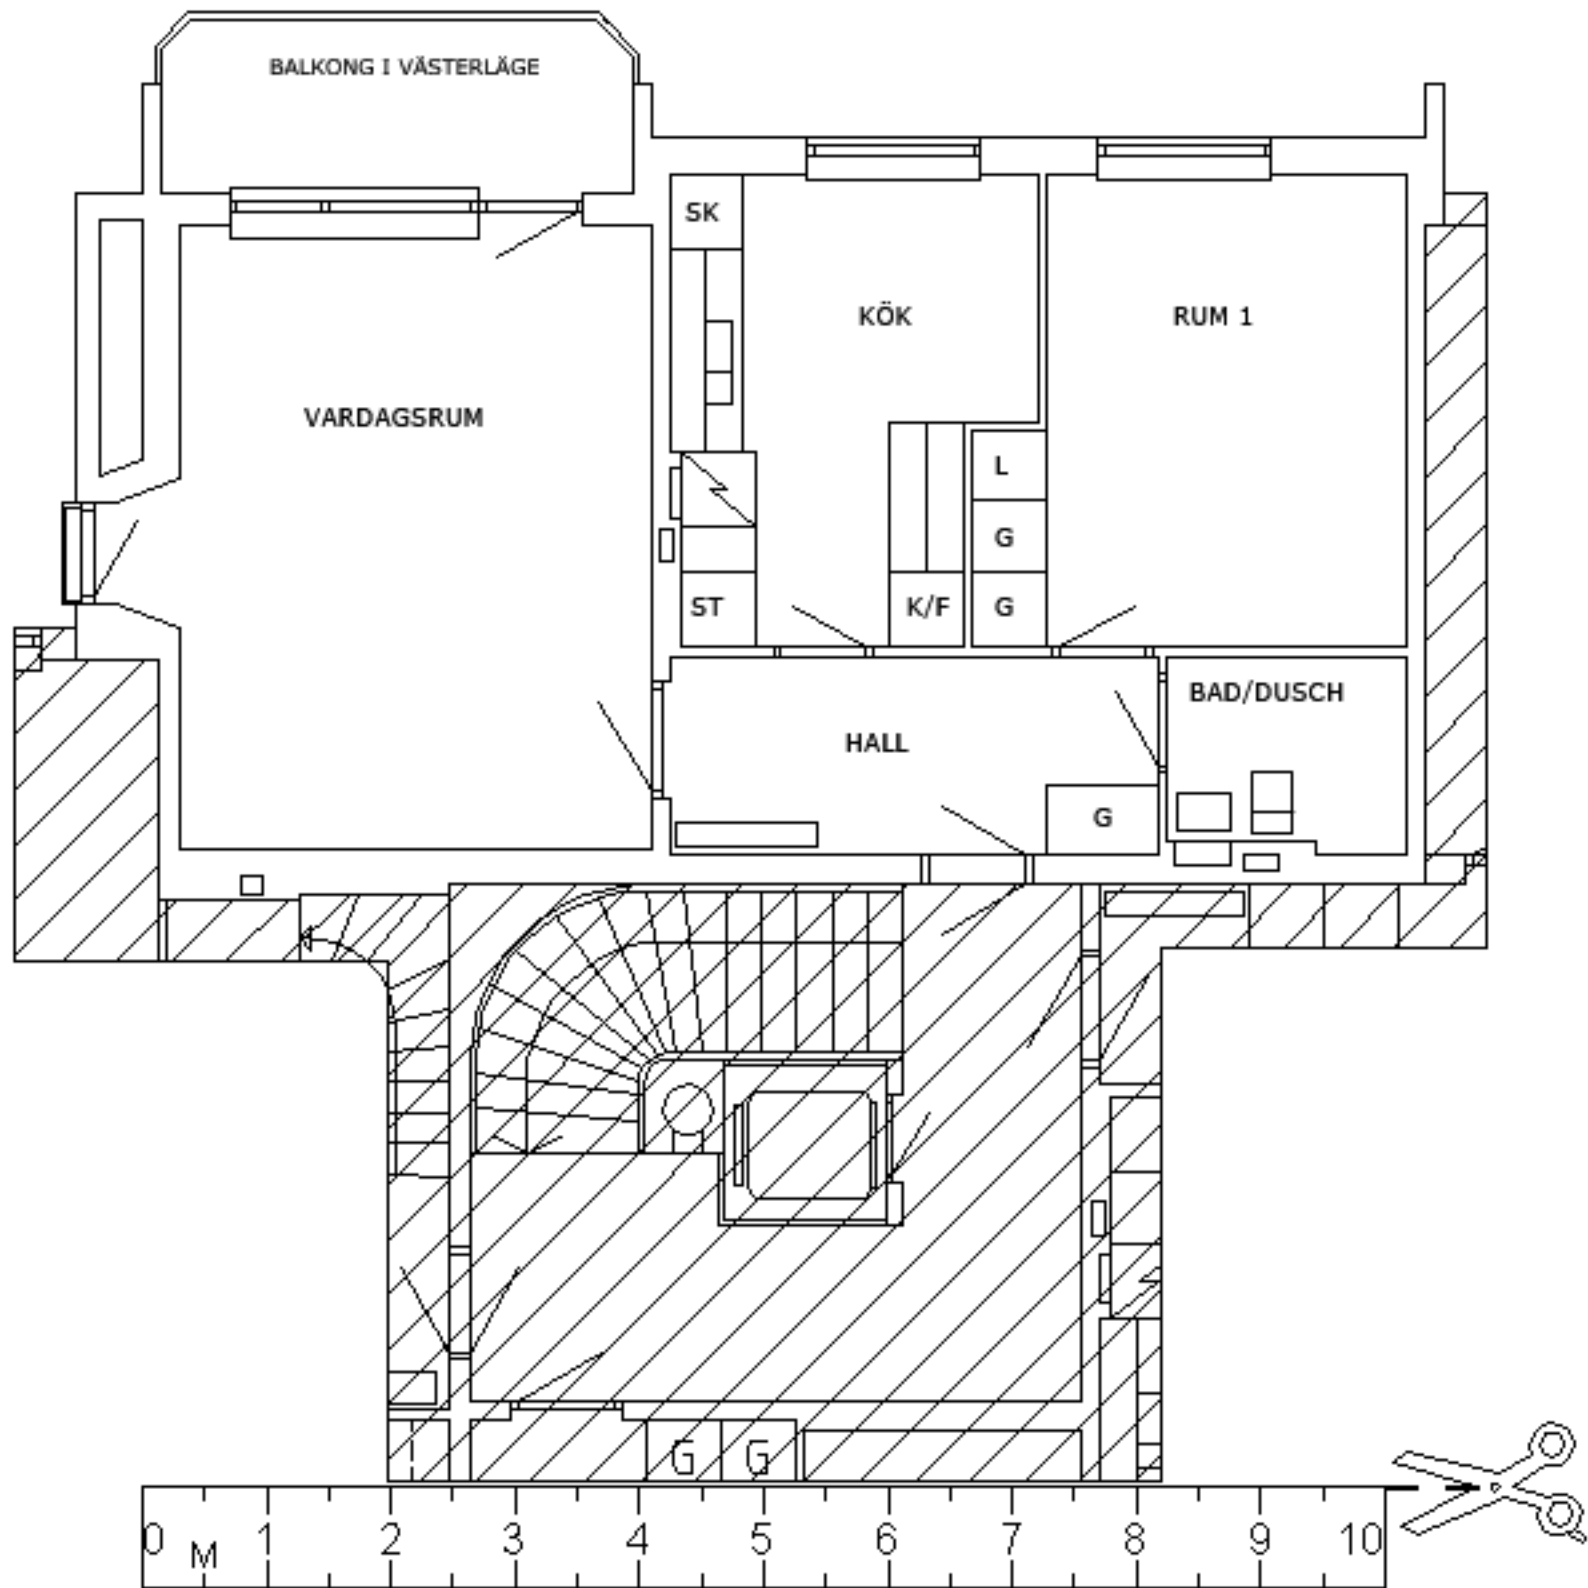 BALKONG I VÄSTERLÄGE
SK
KÖK
RUM 1
VARDAGSRUM
L
G
ST
K/F
G
BAD/DUSCH
HALL
G
G G
0 M 1 2 3 4 5 6 7 8 9 10